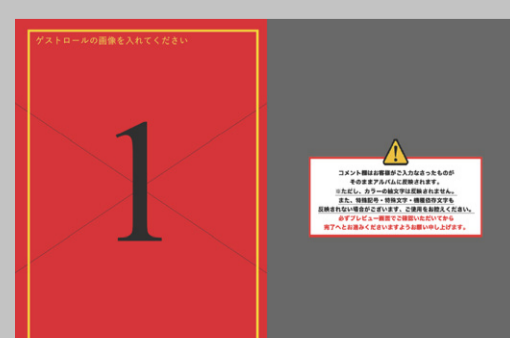 ゲストロールの画像を入れてください
1
コメント欄はお客様がご入力なさったものが
そのままアルバムに反映されます。
※ただし、カラーの絵文字は反映されません。
また、特殊記号・特殊文字・機種依存文字も
反映されない場合がございます。ご使用をお控えください。
必ずプレビュー画面でご確認いただいてから
完了へとお進みくださいますようお願い申し上げます。